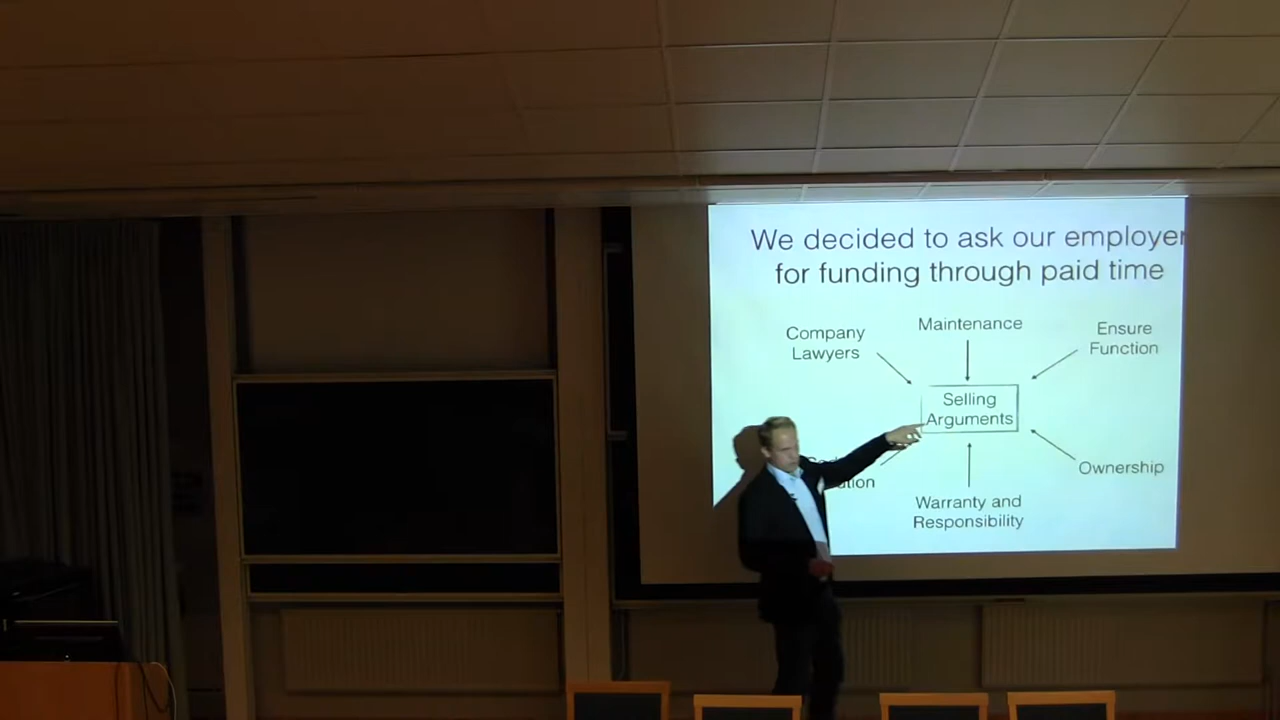 We decided to ask our employer
for funding through paid time
Company
Lawyers
Maintenance
Ensure
Function
Selling
Arguments
Ownership
Warranty and
Responsibility